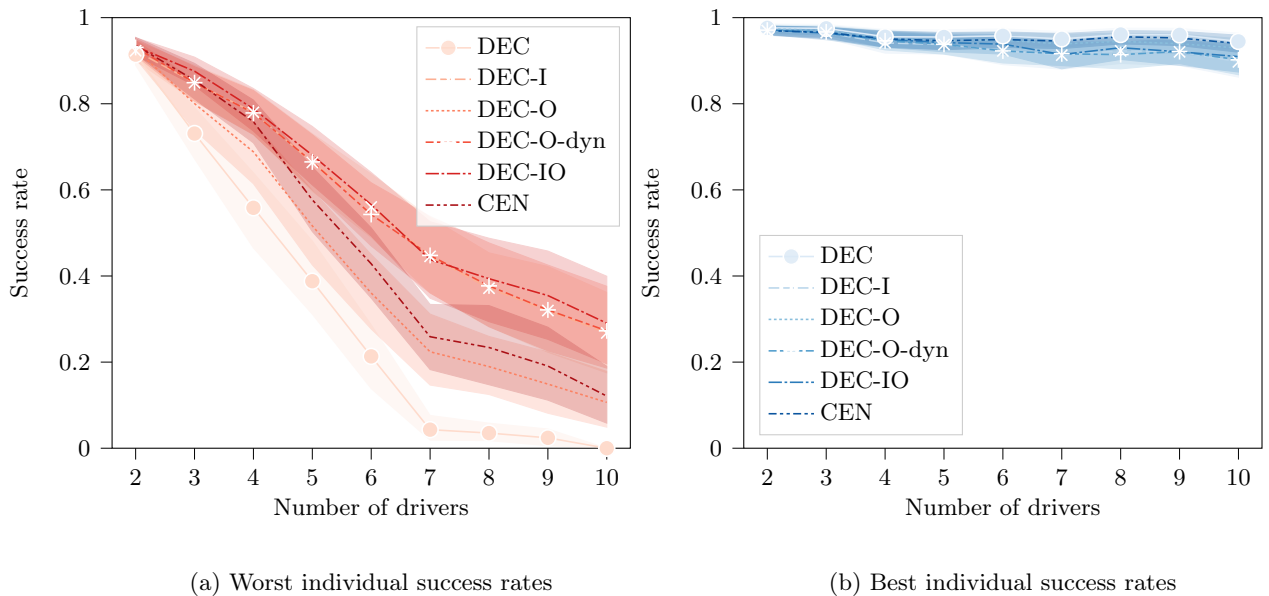 1
0.8
0.6
0.4
0.2
0
2 3 4 5 6 7 8 9 10
Success rate
Number of drivers
DEC
DEC-I
DEC-O
DEC-O-dyn
DEC-IO
CEN
(a) Worst individual success rates
1
0.8
0.6
0.4
0.2
0
2 3 4 5 6 7 8 9 10
Success rate
Number of drivers
DEC
DEC-I
DEC-O
DEC-O-dyn
DEC-IO
CEN
(b) Best individual success rates